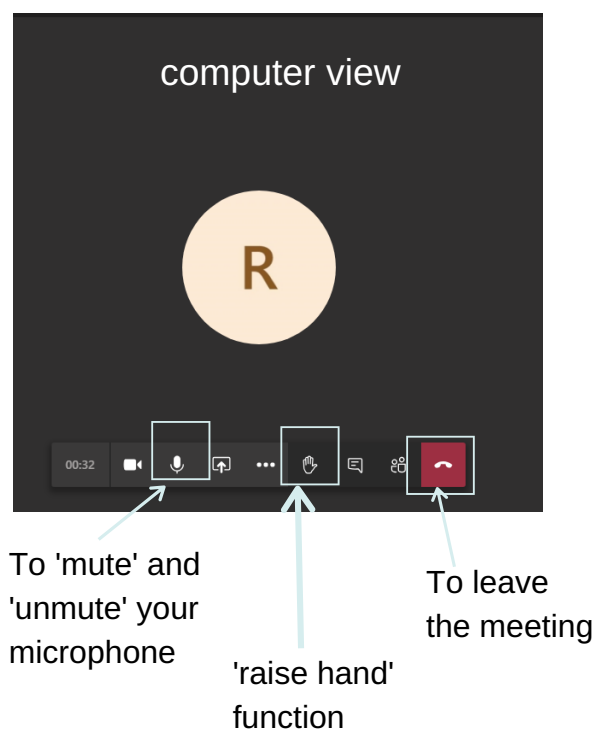 computer view
R
00:32
To 'mute' and
'unmute' your
microphone
'raise hand'
function
To leave
the meeting